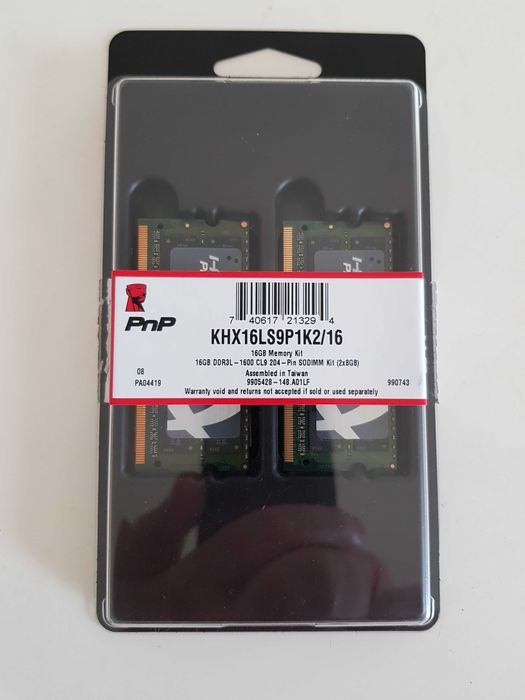 PnP
7 40617 21329 4
KHX16LS9P1K2/16
16GB Memory Kit
16GB DDR3L-1600 CL9 204-Pin SODIMM Kit (2x8GB)
08
Assembled in Taiwan
PA04419
9905428-148.A01LF
990743
Warranty void and returns not accepted if sold or used separately